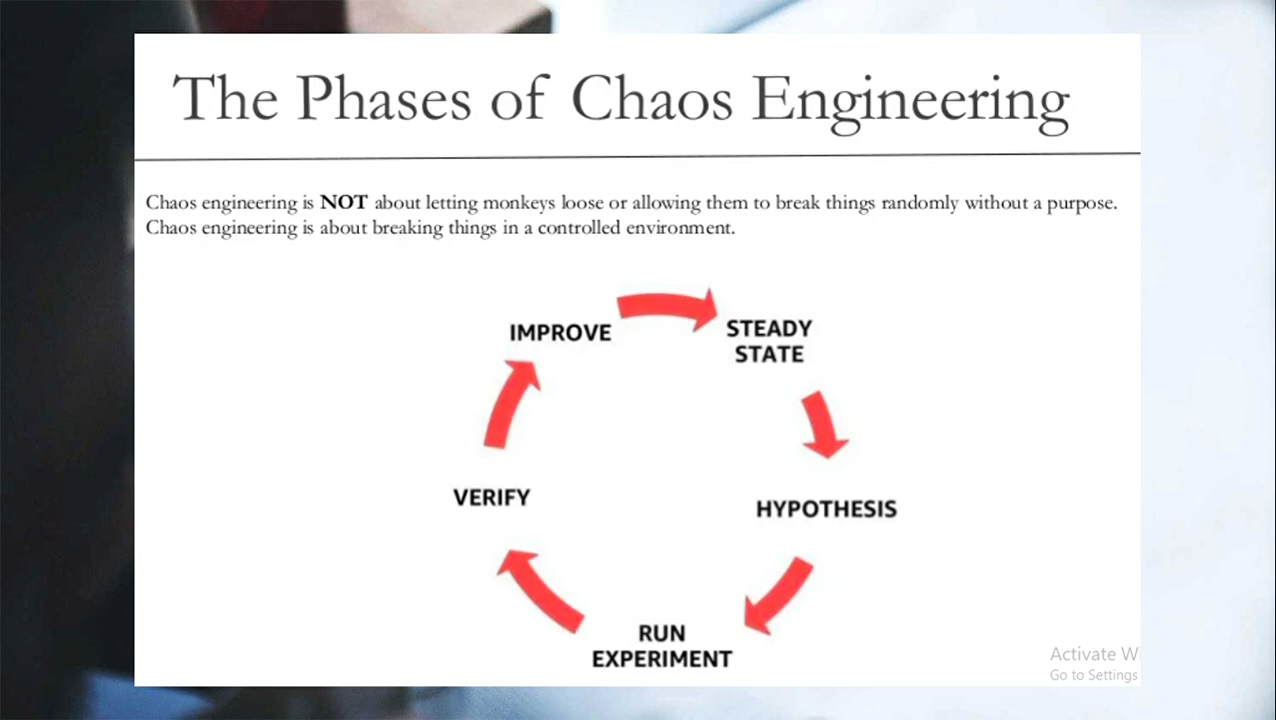 The Phases of Chaos Engineering
Chaos engineering is NOT about letting monkeys loose or allowing them to break things randomly without a purpose.
Chaos engineering is about breaking things in a controlled environment.
IMPROVE
STEADY
STATE
VERIFY
HYPOTHESIS
RUN
EXPERIMENT
Activate W
Go to Settings